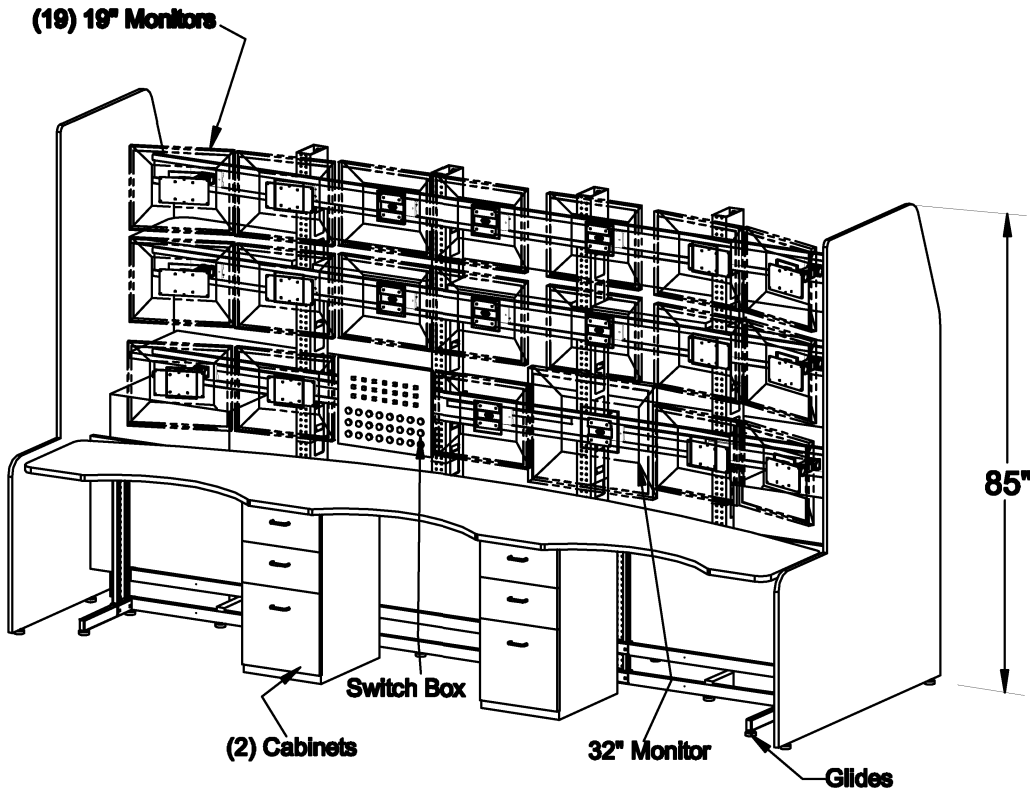 (19) 19" Monitors
85"
Switch Box
(2) Cabinets
32" Monitor
Glides